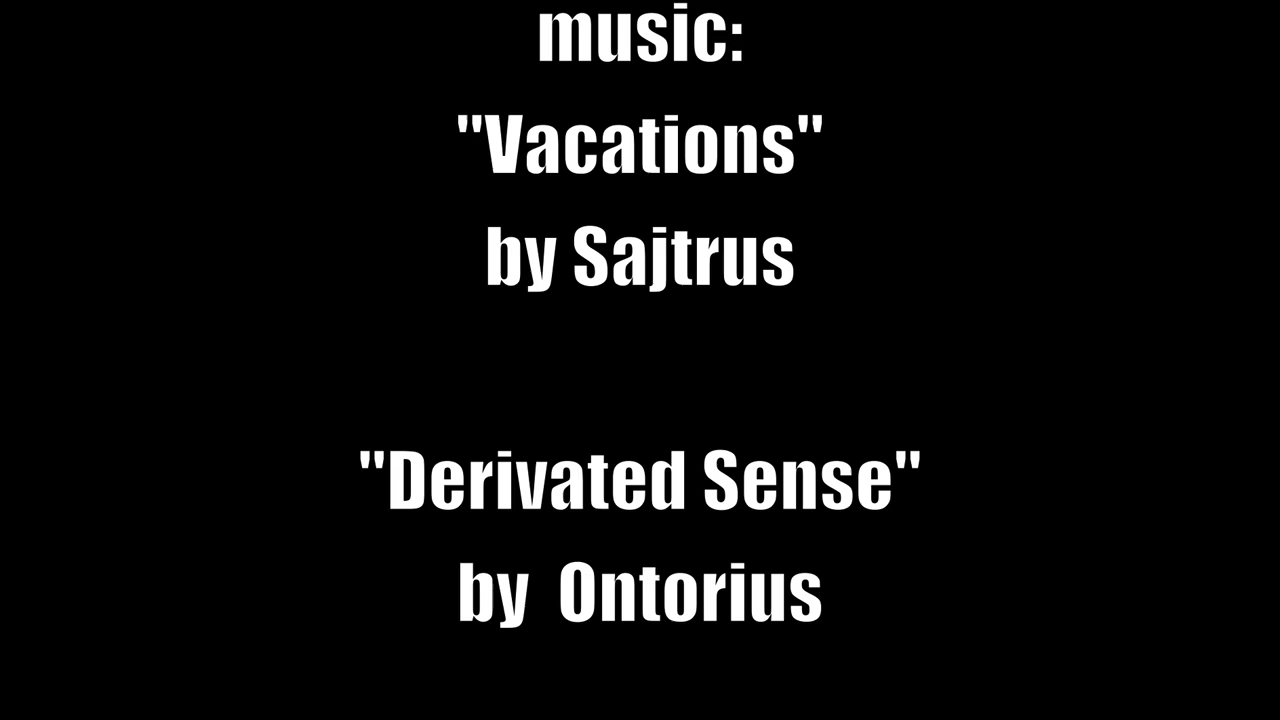 music:
"Vacations"
by Sajtrus
"Derivated Sense"
by  Ontorius